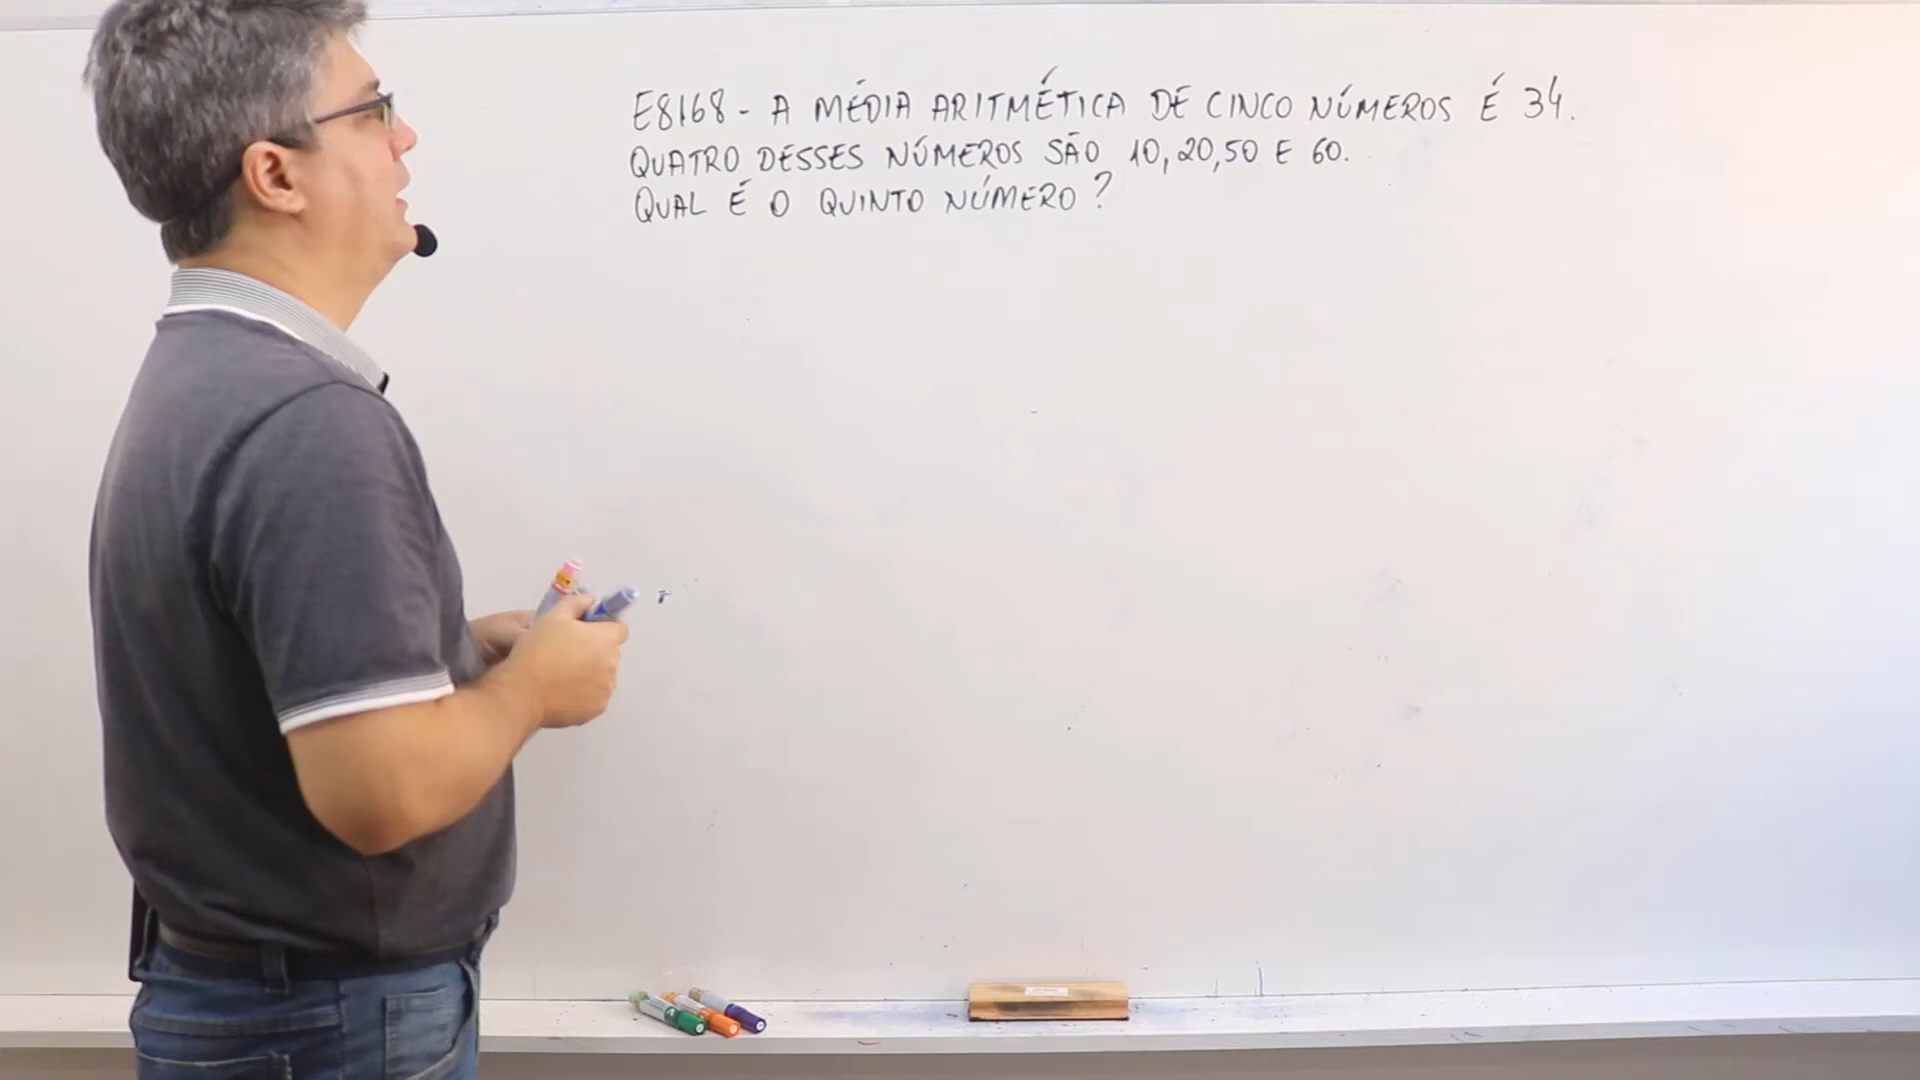 E8168 - A MÉDIA ARITMÉTICA DE CINCO NÚMEROS É 34.
QUATRO DESSES NÚMEROS SÃO 10, 20, 50 E 60.
QUAL É O QUINTO NÚMERO?